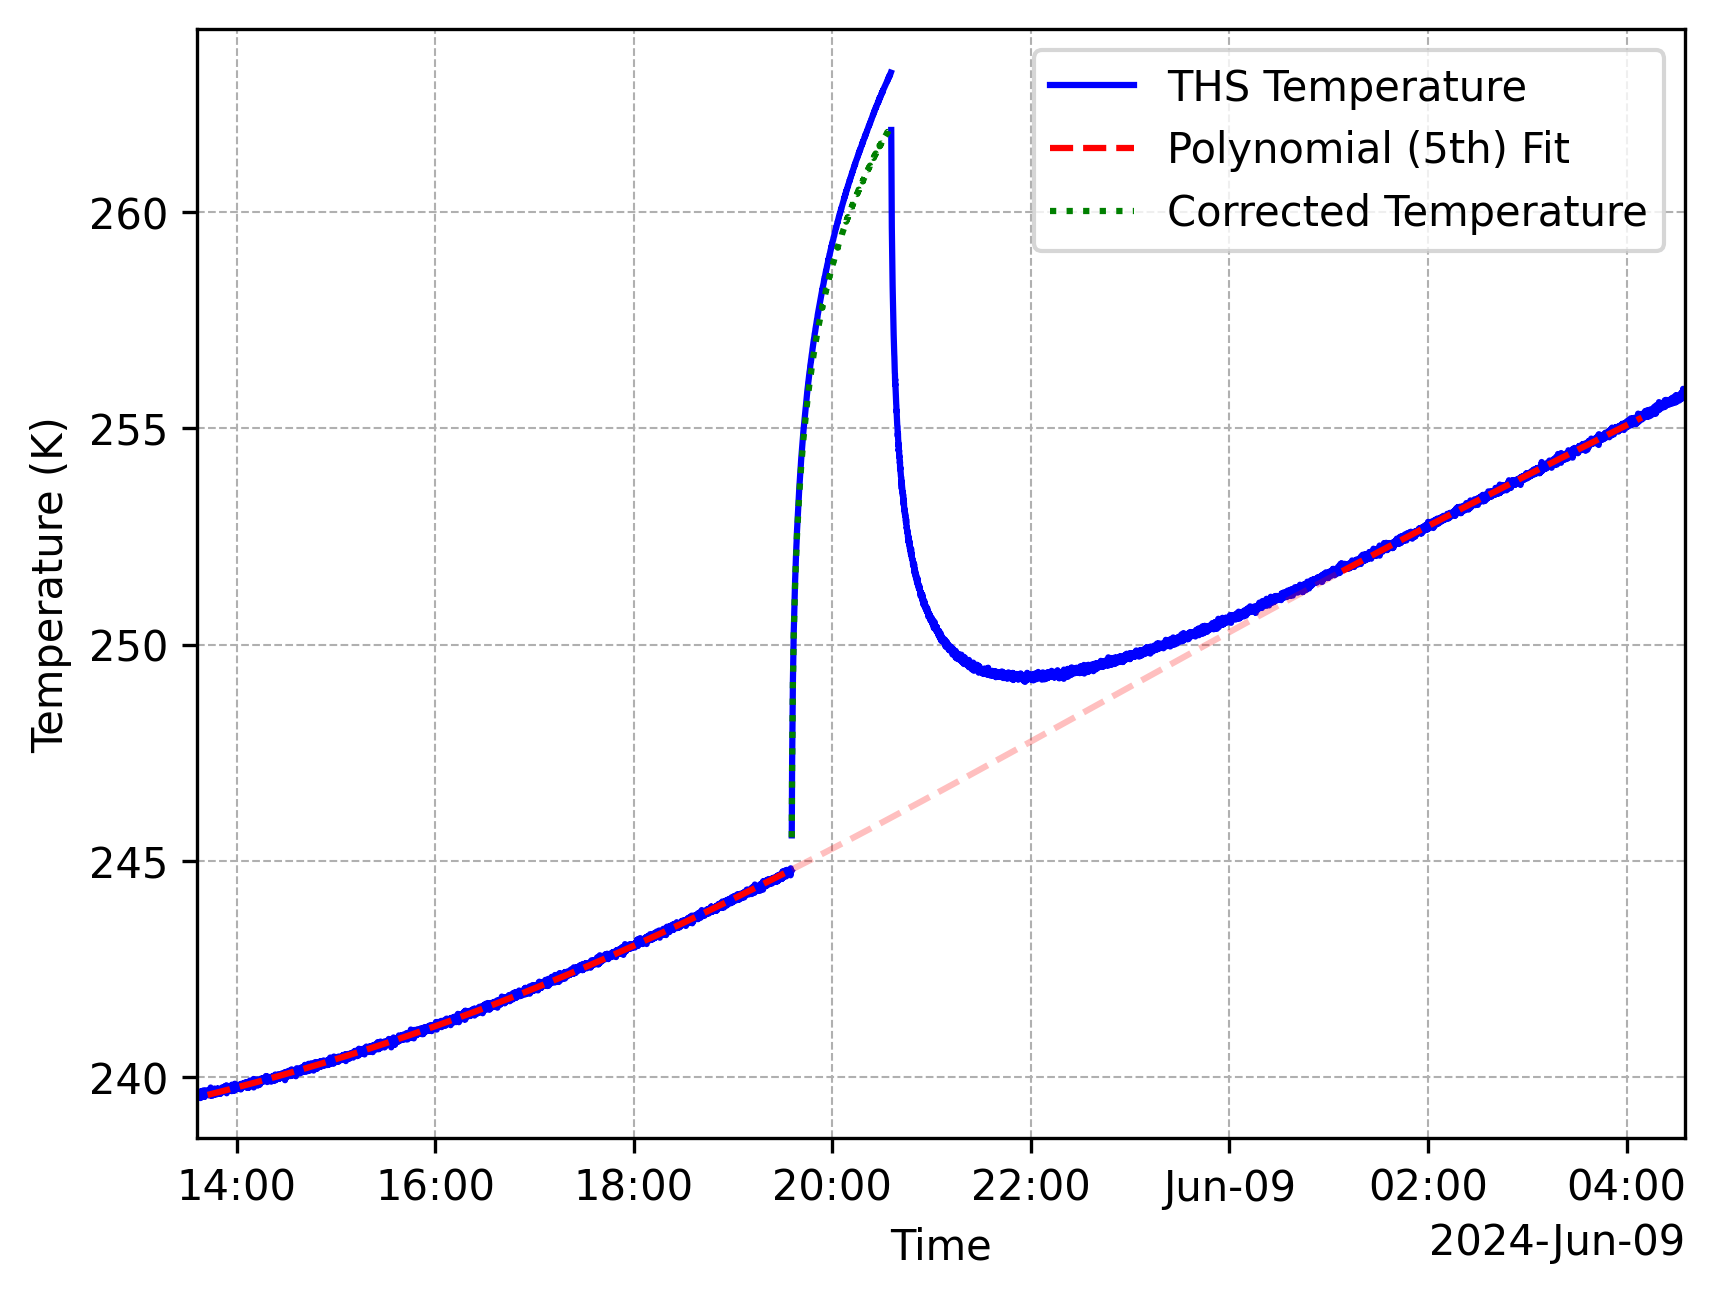 THS Temperature
Polynomial (5th) Fit
Corrected Temperature
Temperature (K)
260
255
250
245
240
14:00 16:00 18:00 20:00 22:00 Jun-09 02:00 04:00
Time
2024-Jun-09